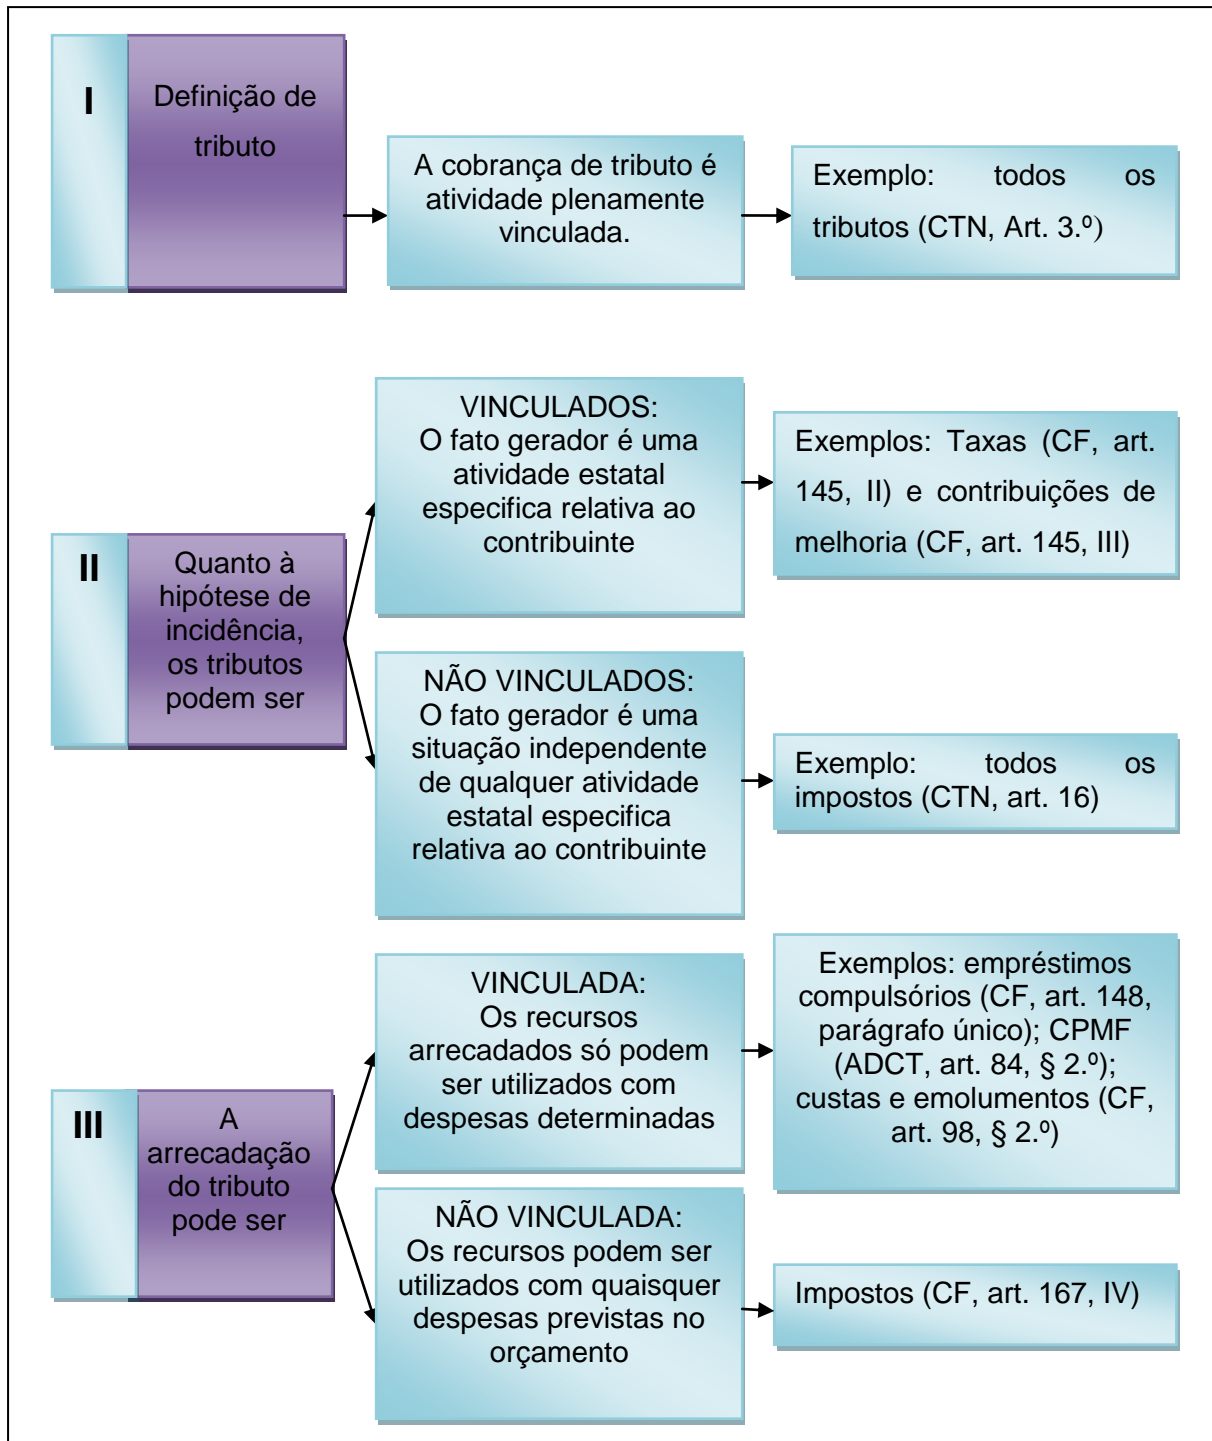 I
Definição de
tributo
A cobrança de tributo é
atividade plenamente
vinculada.
Exemplo: todos os
tributos (CTN, Art. 3.º)
II
Quanto à
hipótese de
incidência,
os tributos
podem ser
VINCULADOS:
O fato gerador é uma
atividade estatal
especifica relativa ao
contribuinte
Exemplos: Taxas (CF, art.
145, II) e contribuições de
melhoria (CF, art. 145, III)
NÃO VINCULADOS:
O fato gerador é uma
situação independente
de qualquer atividade
estatal especifica
relativa ao contribuinte
Exemplo: todos os
impostos (CTN, art. 16)
III
A
arrecadação
do tributo
pode ser
VINCULADA:
Os recursos
arrecadados só podem
ser utilizados com
despesas determinadas
Exemplos: empréstimos
compulsórios (CF, art. 148,
parágrafo único); CPMF
(ADCT, art. 84, § 2.º);
custas e emolumentos (CF,
art. 98, § 2.º)
NÃO VINCULADA:
Os recursos podem ser
utilizados com quaisquer
despesas previstas no
orçamento
Impostos (CF, art. 167, IV)